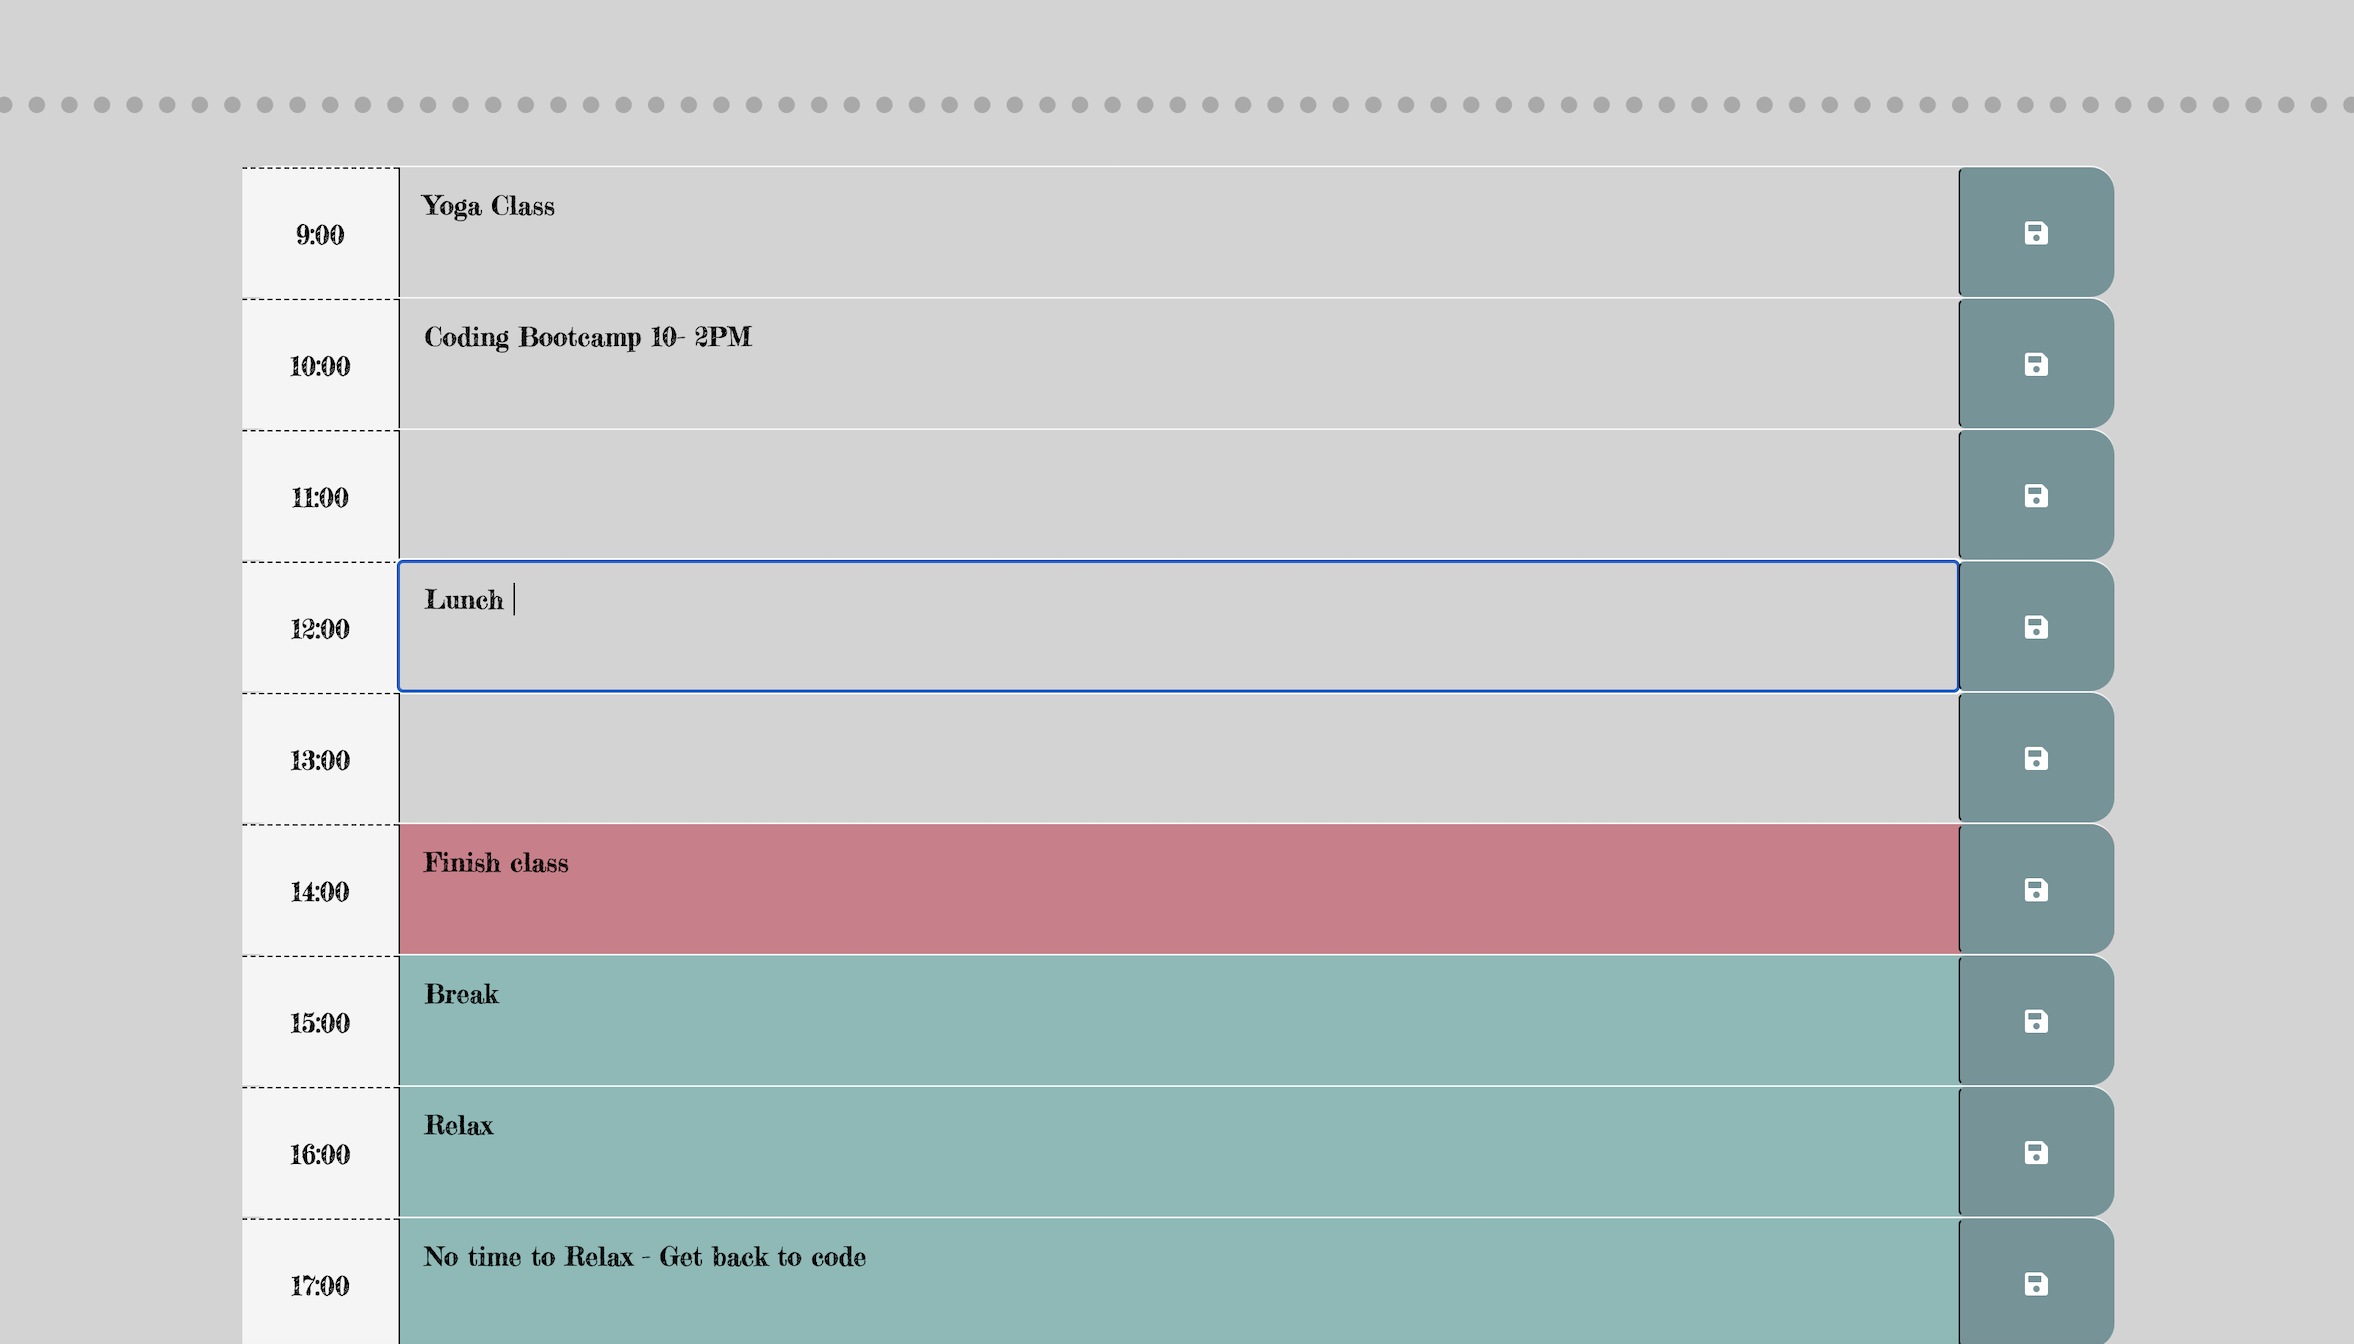 9:00 Yoga Class
10:00 Coding Bootcamp 10- 2PM
11:00
12:00 Lunch
13:00
14:00 Finish class
15:00 Break
16:00 Relax
17:00 No time to Relax - Get back to code